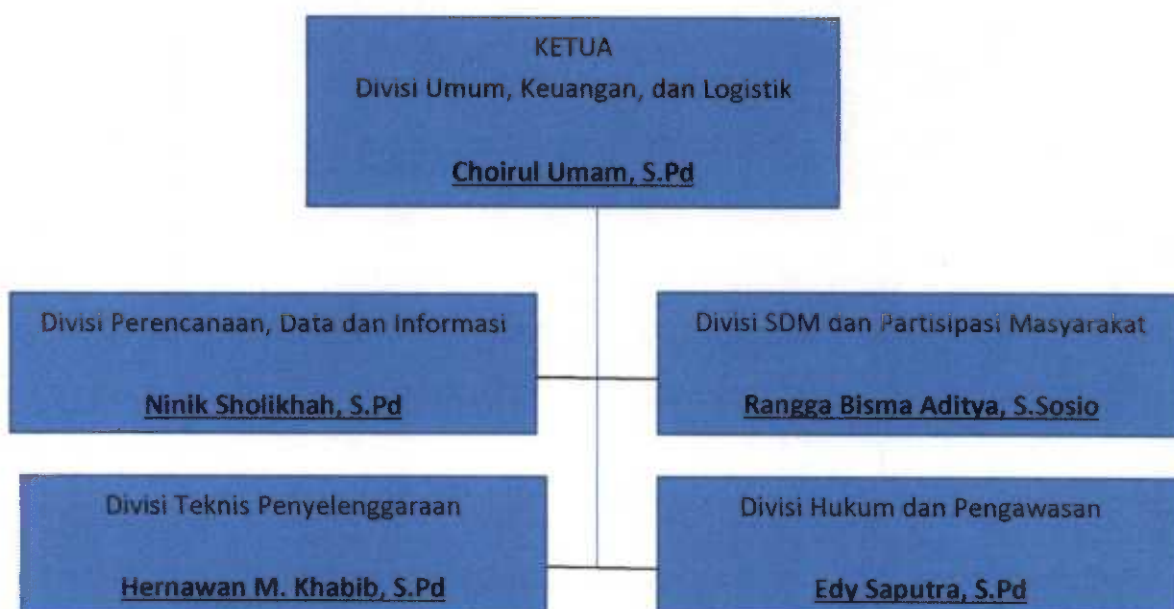 KETUA
Divisi Umum, Keuangan, dan Logistik
Choirul Umam, S.Pd
Divisi Perencanaan, Data dan Informasi
Ninik Sholikhah, S.Pd
Divisi SDM dan Partisipasi Masyarakat
Rangga Bisma Aditya, S.Sosio
Divisi Teknis Penyelenggaraan
Hernawan M. Khabib, S.Pd
Divisi Hukum dan Pengawasan
Edy Saputra, S.Pd